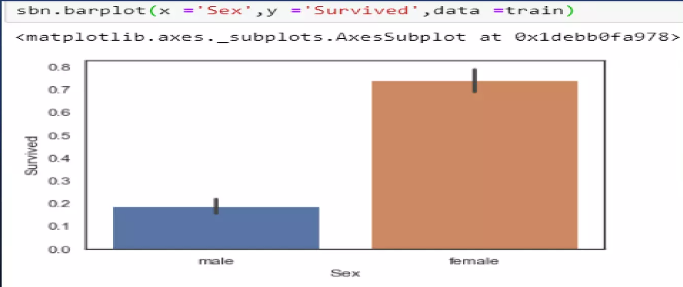 sbn.barplot(x ='Sex',y ='Survived',data =train)
<matplotlib.axes._subplots.AxesSubplot at 0x1debb0fa978>
0.8
0.7
0.6
0.5
0.4
0.3
0.2
0.1
0.0
Survived
male female
Sex